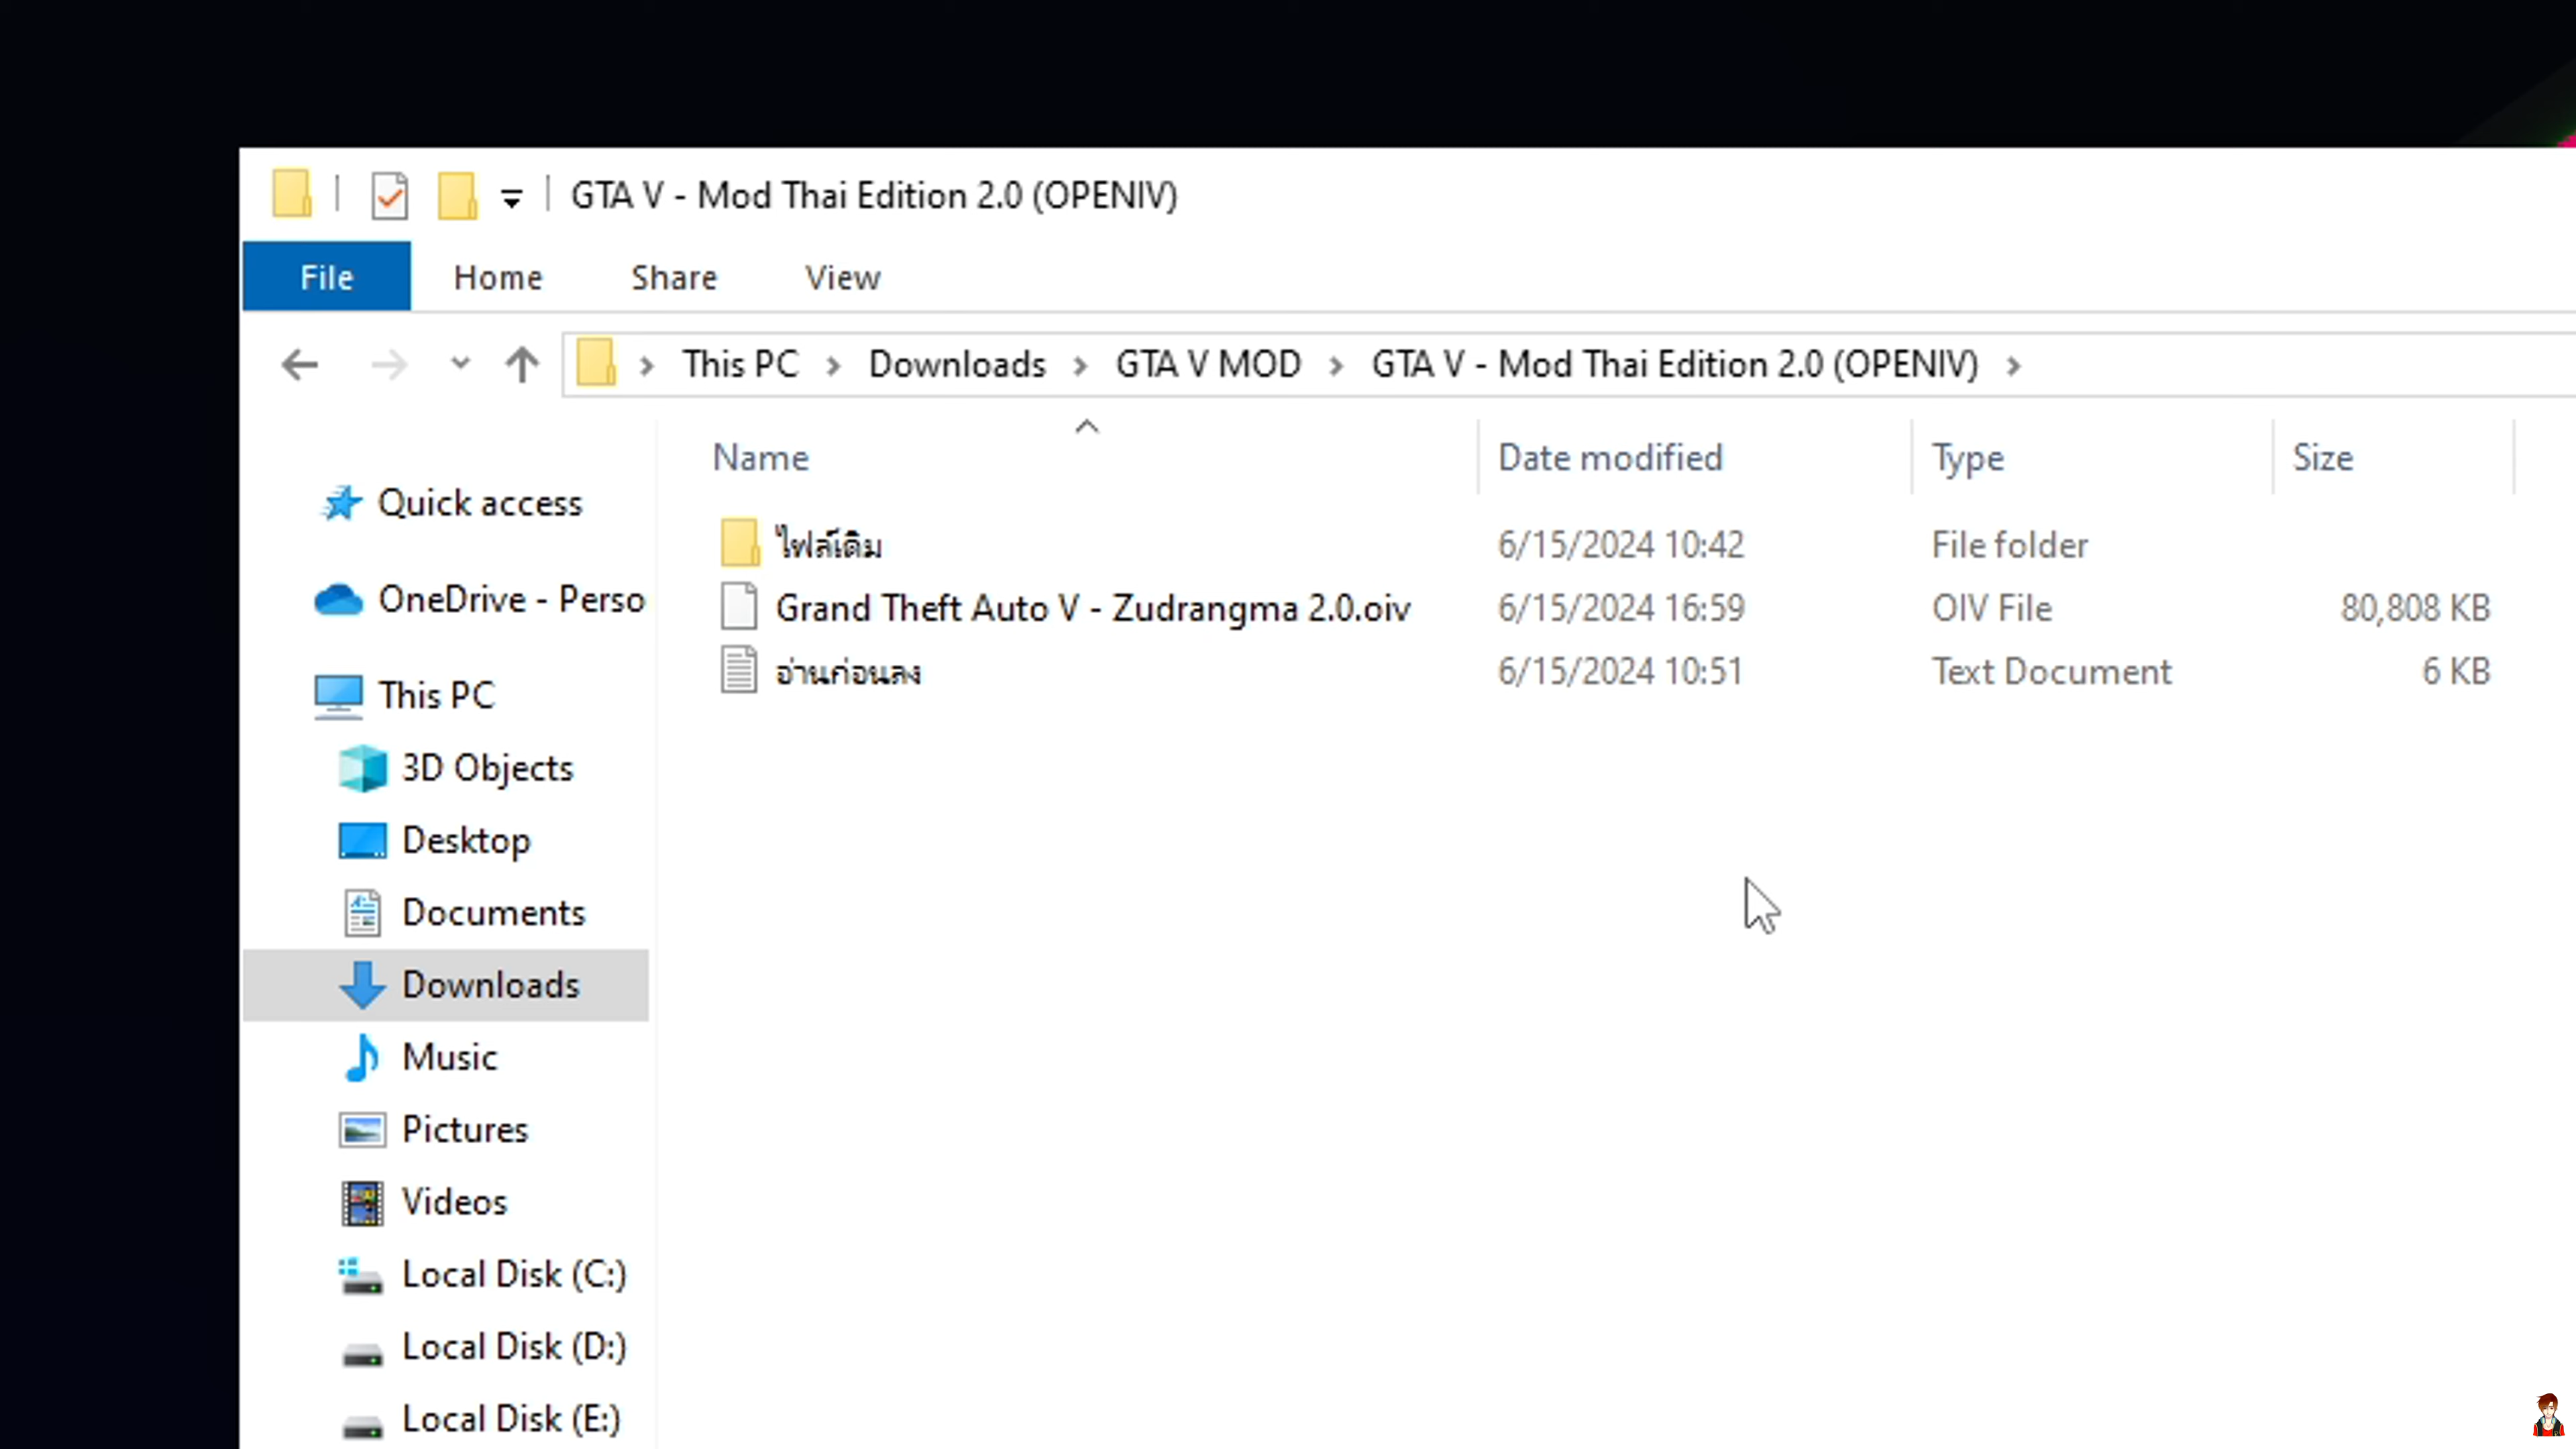 GTA V - Mod Thai Edition 2.0 (OPENIV)
File Home Share View
This PC Downloads GTA V MOD GTA V - Mod Thai Edition 2.0 (OPENIV)
Name Date modified Type Size
Quick access
OneDrive - Perso
This PC
3D Objects
Desktop
Documents
Downloads
Music
Pictures
Videos
Local Disk (C:)
Local Disk (D:)
Local Disk (E:)
ไฟล์เดิม 6/15/2024 10:42 File folder
Grand Theft Auto V - Zudrangma 2.0.oiv 6/15/2024 16:59 OIV File 80,808 KB
อ่านก่อนลง 6/15/2024 10:51 Text Document 6 KB